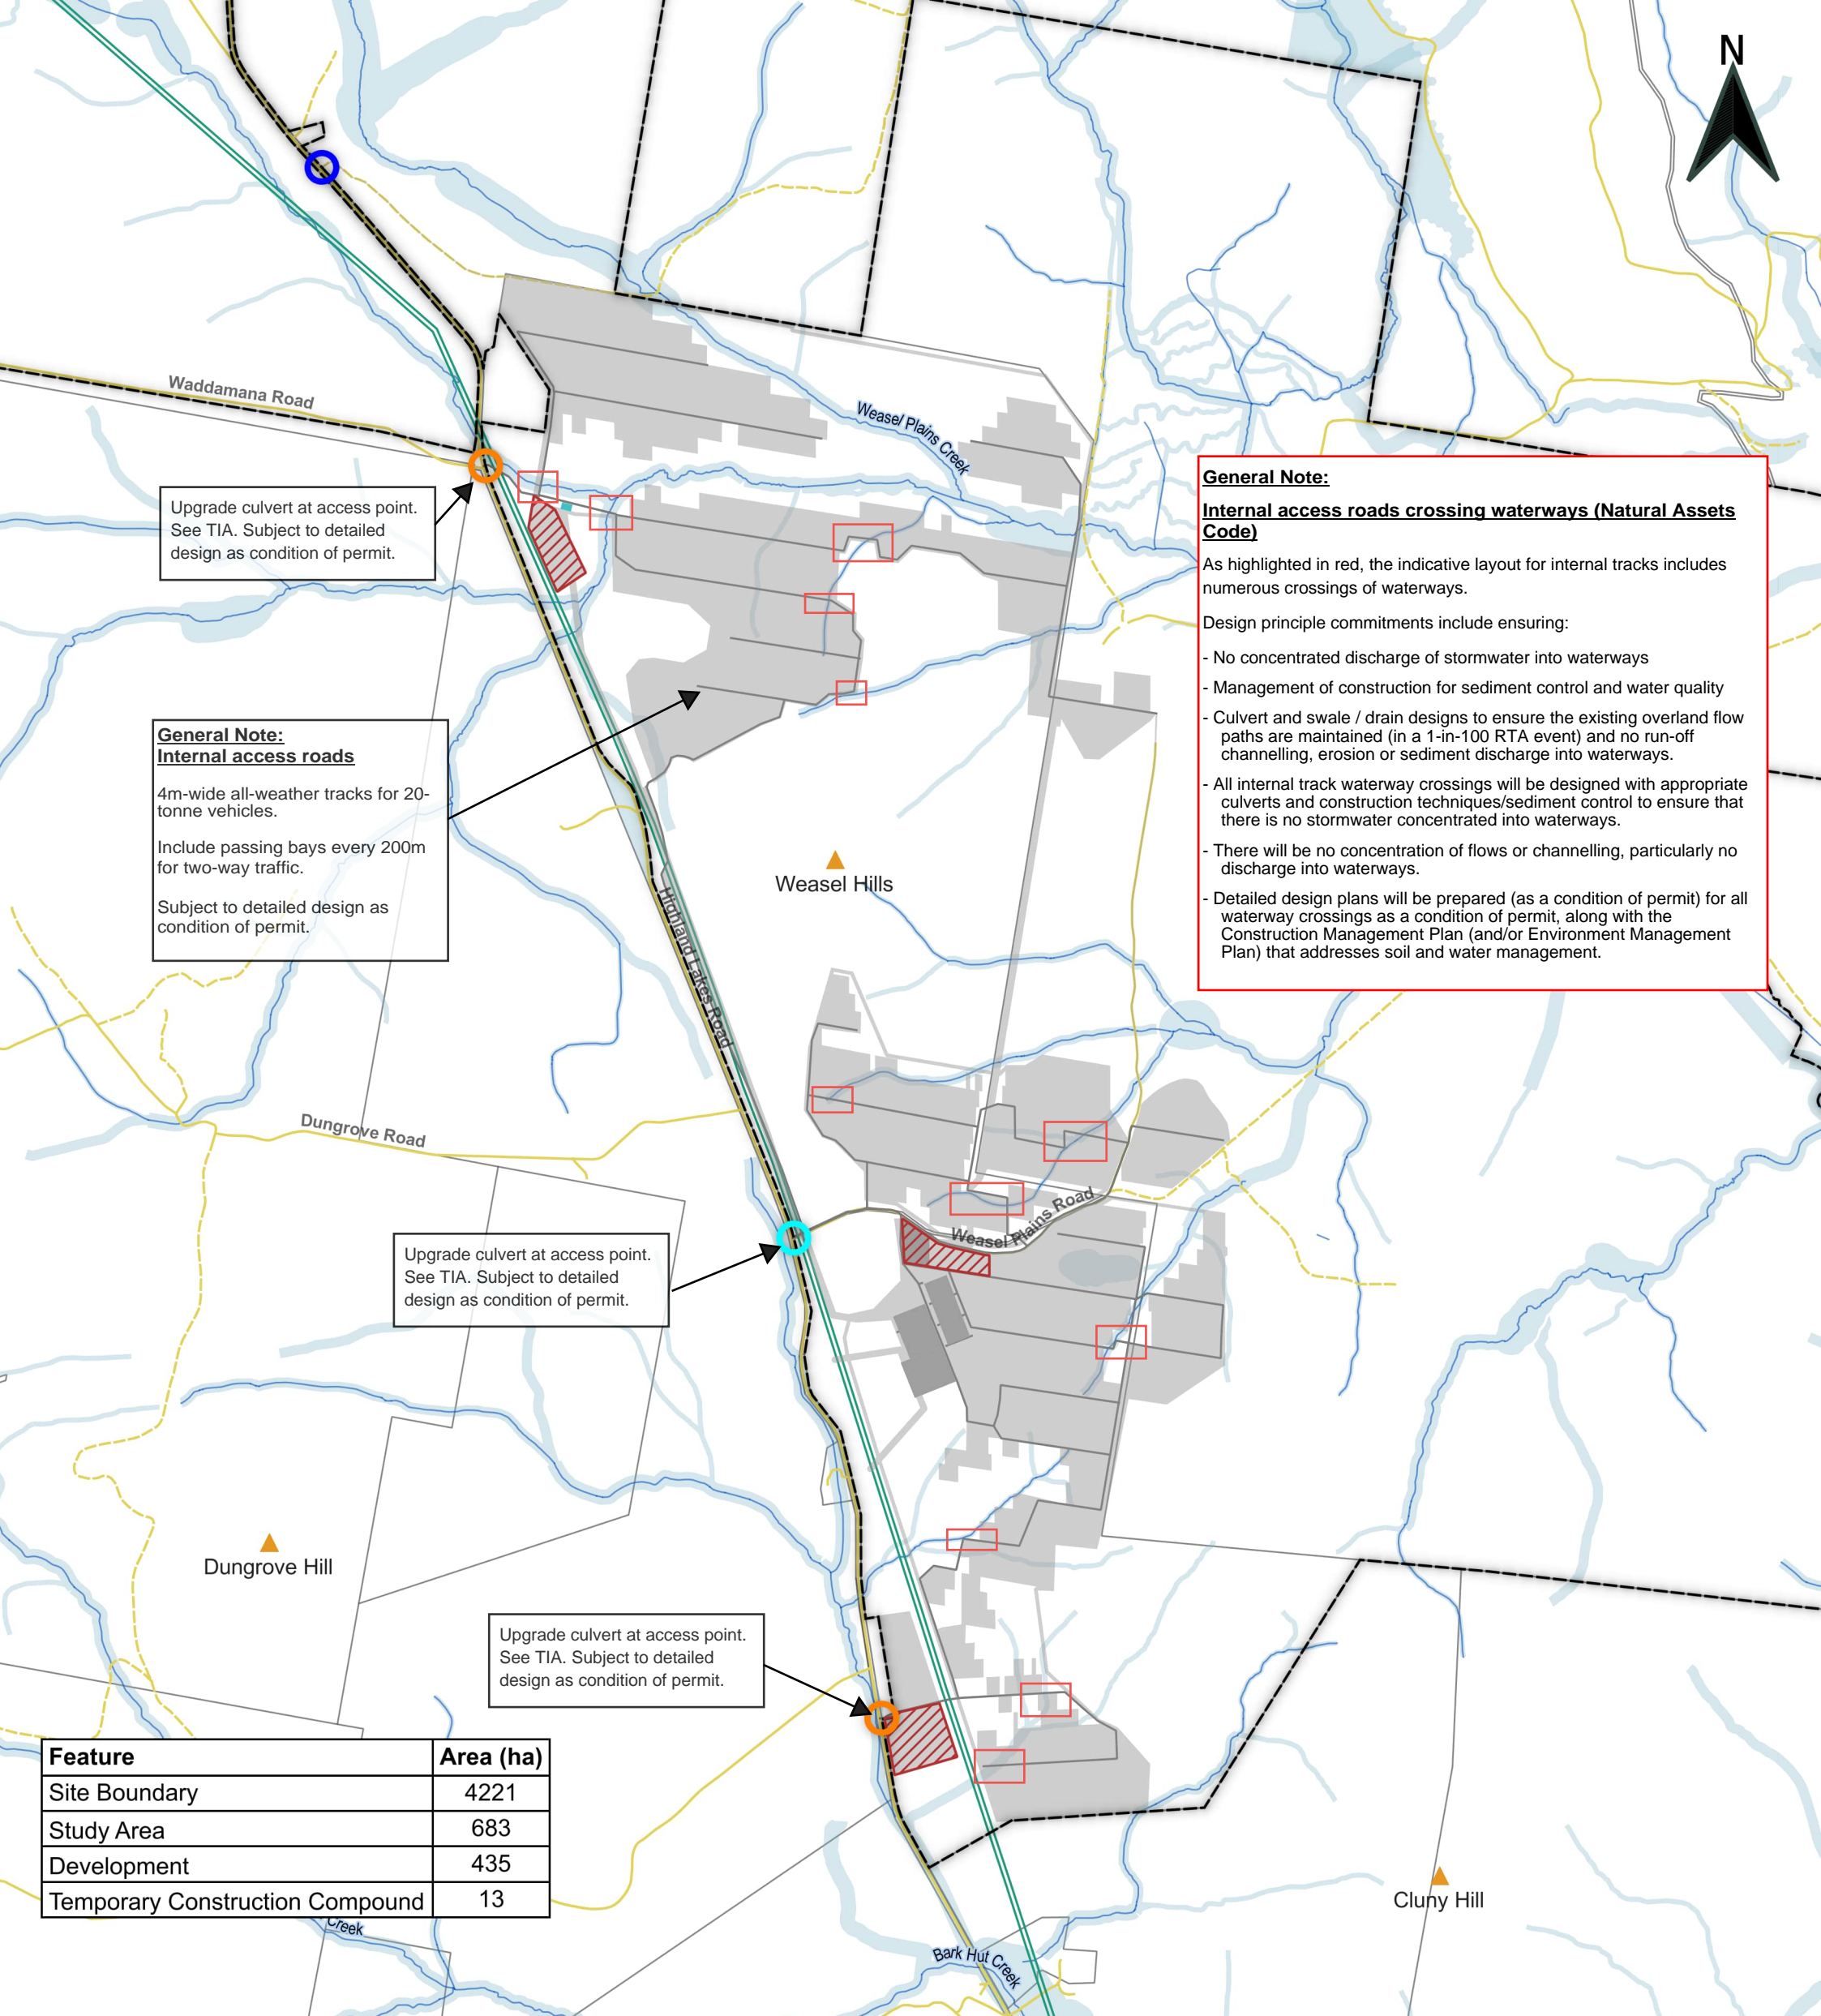 N
Waddamana Road
Weasel Plains Creek
Upgrade culvert at access point.
See TIA. Subject to detailed
design as condition of permit.
General Note:
Internal access roads crossing waterways (Natural Assets
Code)
As highlighted in red, the indicative layout for internal tracks includes
numerous crossings of waterways.
Design principle commitments include ensuring:
- No concentrated discharge of stormwater into waterways
- Management of construction for sediment control and water quality
- Culvert and swale / drain designs to ensure the existing overland flow
paths are maintained (in a 1-in-100 RTA event) and no run-off
channelling, erosion or sediment discharge into waterways.
- All internal track waterway crossings will be designed with appropriate
culverts and construction techniques/sediment control to ensure that
there is no stormwater concentrated into waterways.
- There will be no concentration of flows or channelling, particularly no
discharge into waterways.
- Detailed design plans will be prepared (as a condition of permit) for all
waterway crossings as a condition of permit, along with the
Construction Management Plan (and/or Environment Management
Plan) that addresses soil and water management.
General Note:
Internal access roads
4m-wide all-weather tracks for 20-
tonne vehicles.
Include passing bays every 200m
for two-way traffic.
Subject to detailed design as
condition of permit.
Weasel Hills
Highland Lakes Road
Dungrove Road
Weasel Plains Road
Upgrade culvert at access point.
See TIA. Subject to detailed
design as condition of permit.
Dungrove Hill
Upgrade culvert at access point.
See TIA. Subject to detailed
design as condition of permit.
Feature Area (ha)
Site Boundary 4221
Study Area 683
Development 435
Temporary Construction Compound 13
Creek
Cluny Hill
Bark Hut Creek